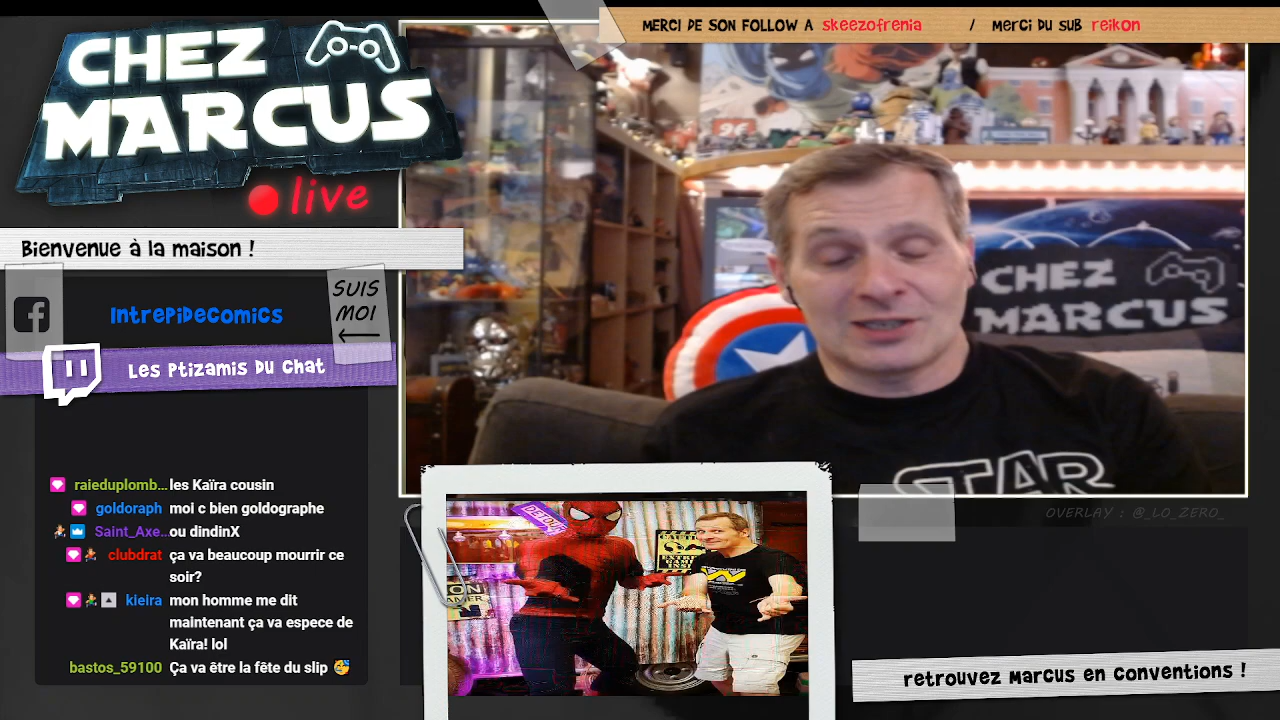 MERCI DE SON FOLLOW A skeezofrenia / MERCI DU SUB reikon
CHEZ
MARCUS
live
Bienvenue à la maison !
SUIS
MOI
IntrepideComics
Les Ptizamis du Chat
raieduplomb... les Kaïra cousin
goldoraph moi c bien goldographe
Saint_Axe... ou dindinX
clubdrat ça va beaucoup mourrir ce
soir?
kieira mon homme me dit
maintenant ça va espece de
Kaïra! lol
bastos_59100 Ça va être la fête du slip
CHEZ
MARCUS
STAR
OVERLAY : @_LO_ZERO_
DETOUR
retrouvez Marcus en conventions !